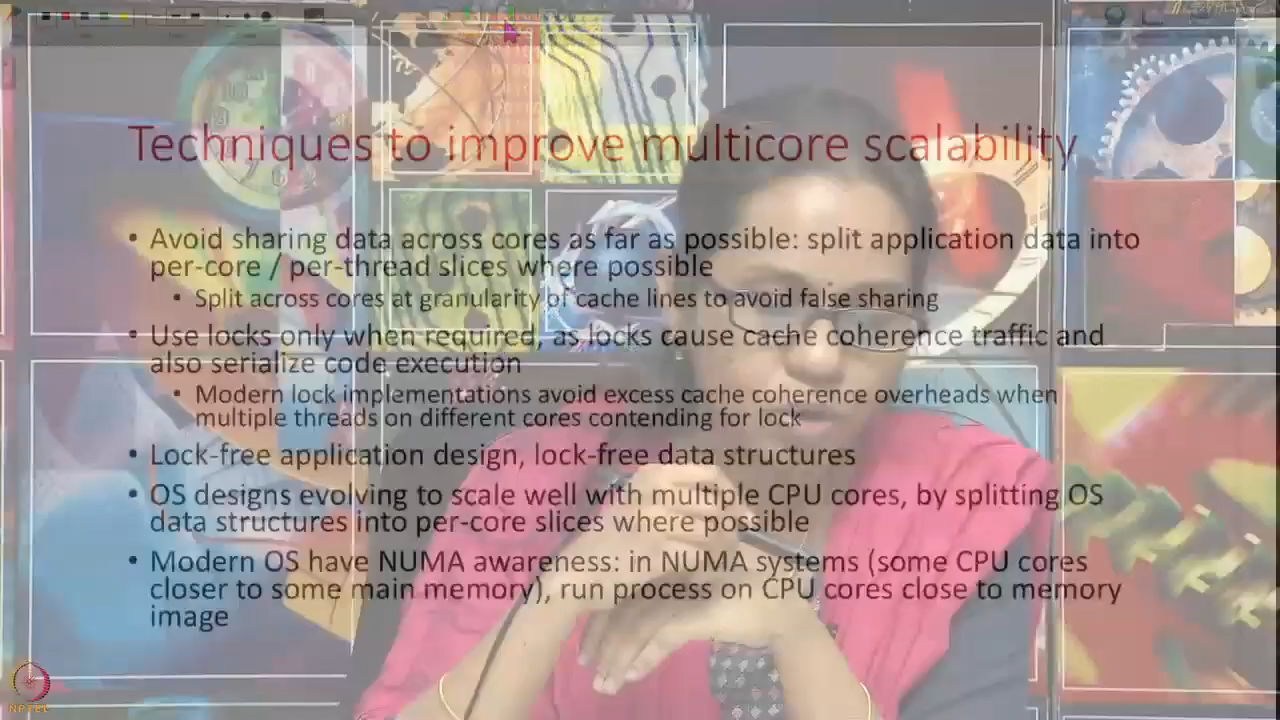 Techniques to improve multicore scalability
• Avoid sharing data across cores as far as possible: split application data into
per-core / per-thread slices where possible
• Split across cores at granularity of cache lines to avoid false sharing
• Use locks only when required, as locks cause cache coherence traffic and
also serialize code execution
• Modern lock implementations avoid excess cache coherence overheads when
multiple threads on different cores contending for lock
• Lock-free application design, lock-free data structures
• OS designs evolving to scale well with multiple CPU cores, by splitting OS
data structures into per-core slices where possible
• Modern OS have NUMA awareness: in NUMA systems (some CPU cores
closer to some main memory), run process on CPU cores close to memory
image
NPTEL